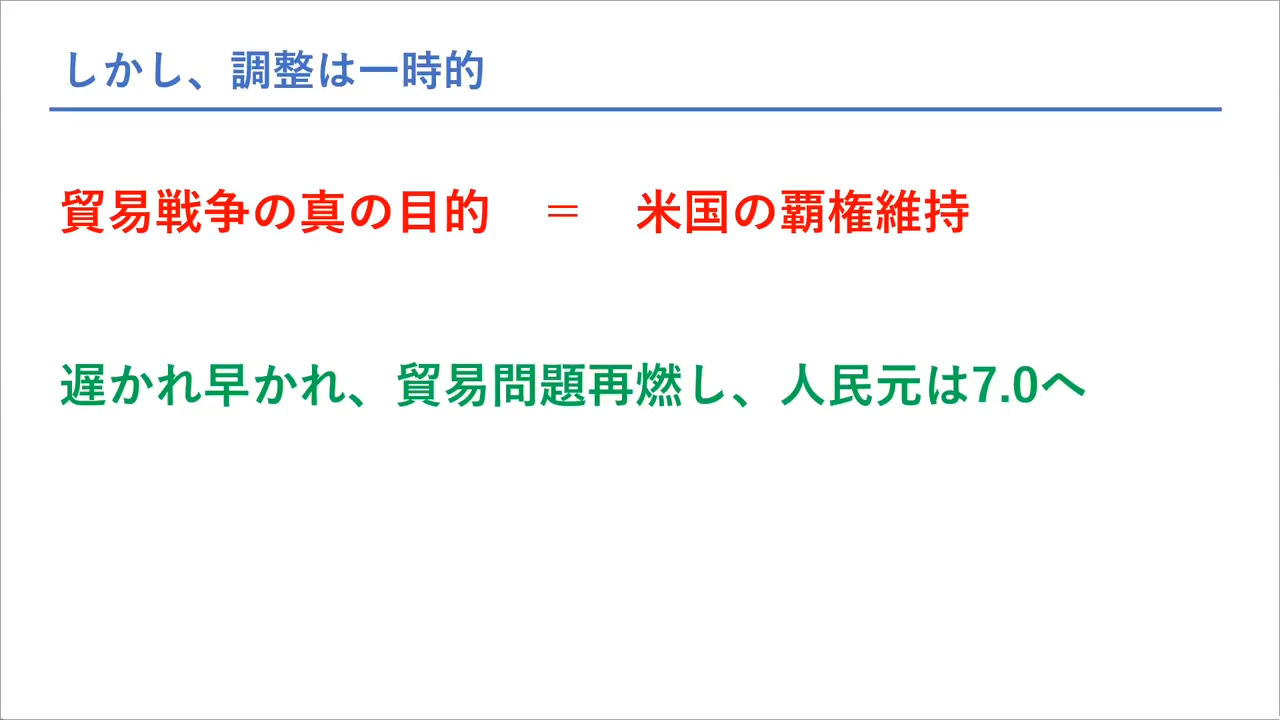 しかし、調整は一時的
貿易戦争の真の目的　＝　米国の覇権維持
遅かれ早かれ、貿易問題再燃し、人民元は7.0へ